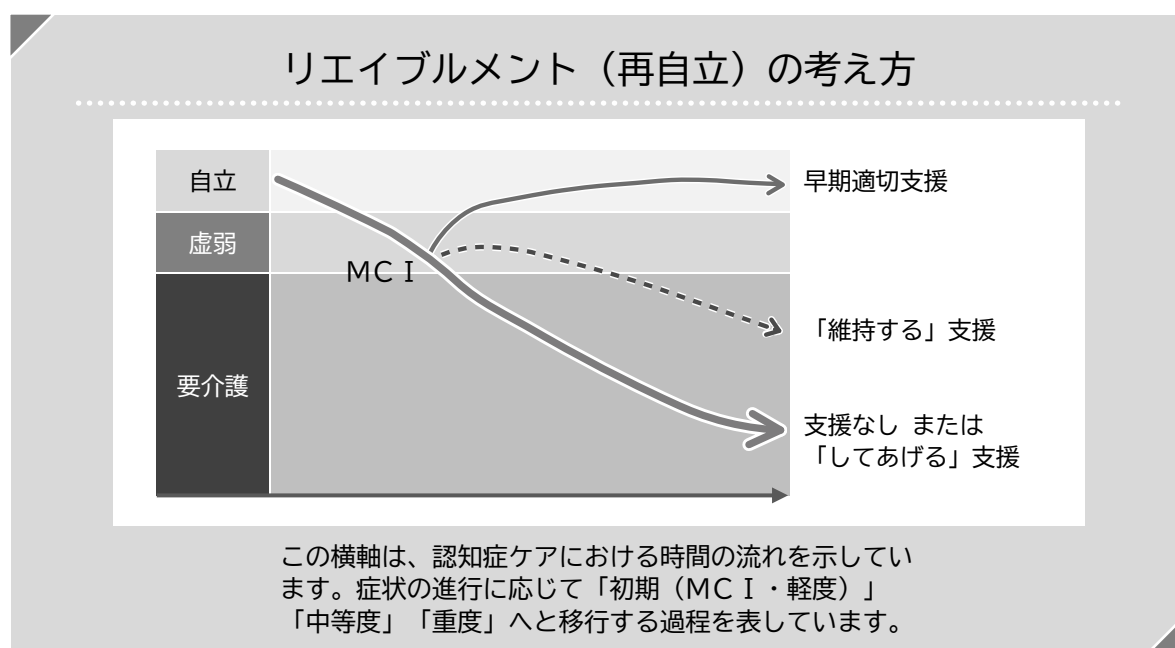 リエイブルメント（再自立）の考え方
自立
虚弱
要介護
ＭＣＩ
早期適切支援
「維持する」支援
支援なし または
「してあげる」支援
この横軸は、認知症ケアにおける時間の流れを示してい
ます。症状の進行に応じて「初期（ＭＣＩ・軽度）」
「中等度」「重度」へと移行する過程を表しています。